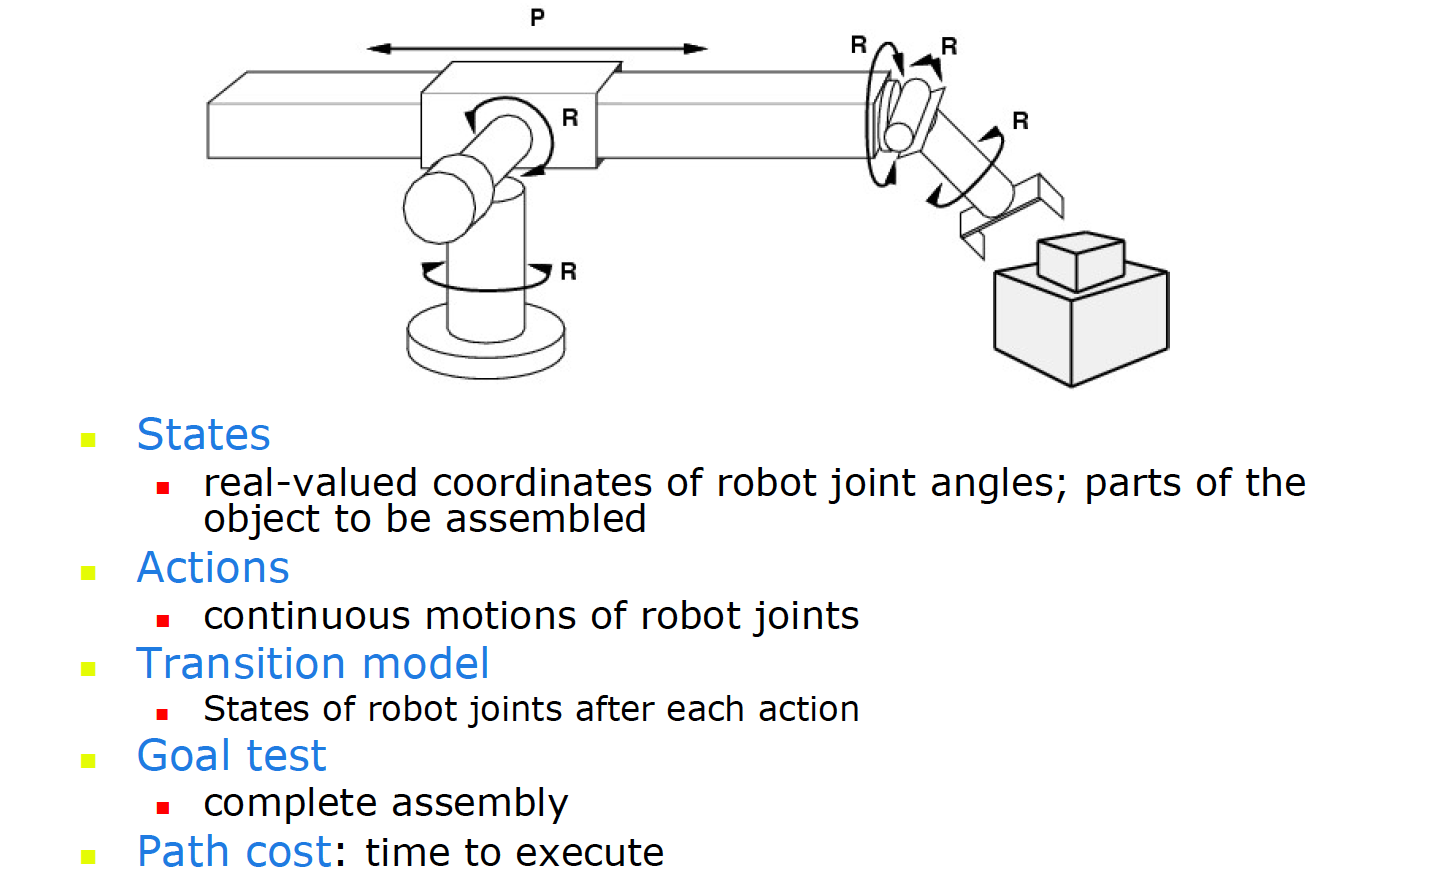 P
R
R
R
R
R
States
real-valued coordinates of robot joint angles; parts of the
object to be assembled
Actions
continuous motions of robot joints
Transition model
States of robot joints after each action
Goal test
complete assembly
Path cost: time to execute